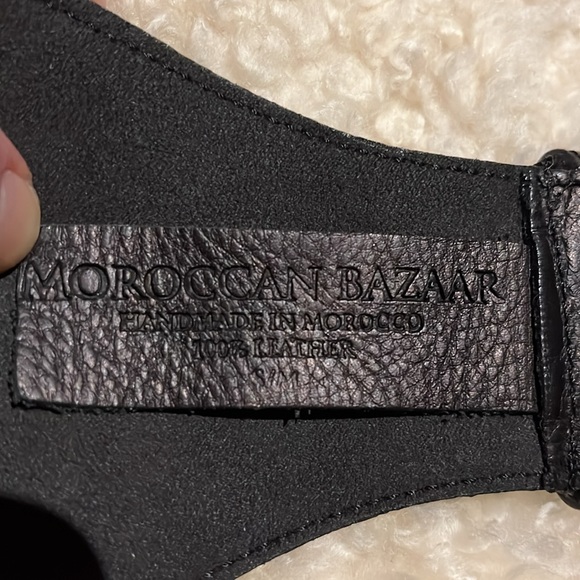 MOROCCAN BAZAAR
HANDMADE IN MOROCCO
100% LEATHER
S/M